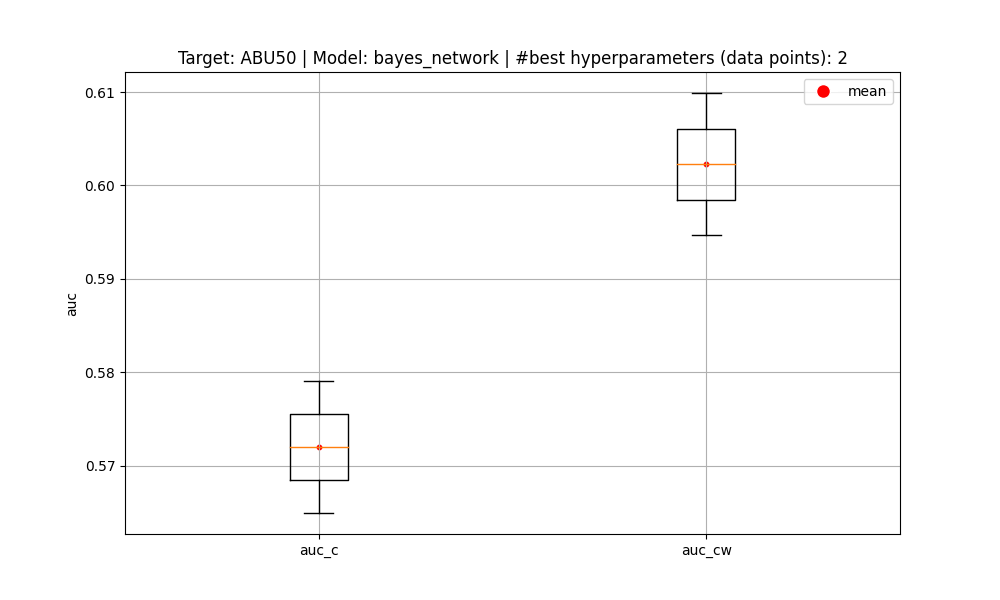 Target: ABU50 | Model: bayes_network | #best hyperparameters (data points): 2
mean
0.61
0.60
0.59
0.58
0.57
auc
auc_c
auc_cw